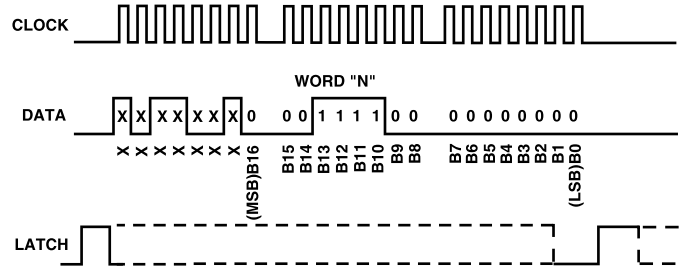 CLOCK
WORD "N"
DATA X X X X X X X 0 0 0 1 1 1 1 0 0 0 0 0 0 0 0 0 0
X X X X X X X (MSB)B16 B15 B14 B13 B12 B11 B10 B9 B8 B7 B6 B5 B4 B3 B2 B1 (LSB)B0
LATCH